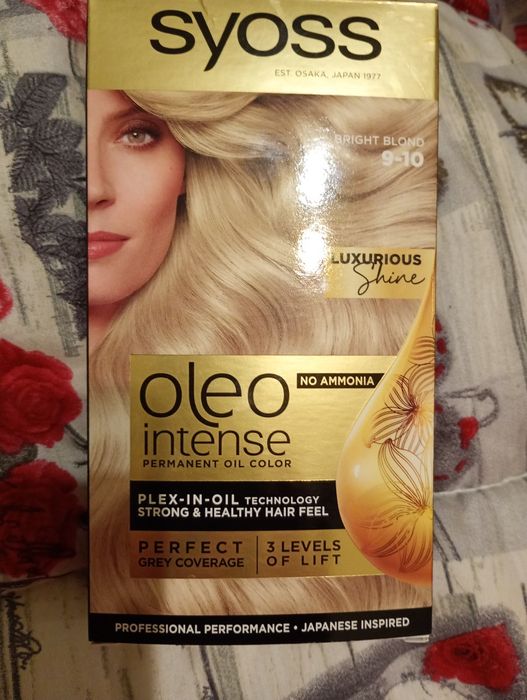 syoss
EST. OSAKA, JAPAN 1977
BRIGHT BLOND
9-10
LUXURIOUS
Shine
NO AMMONIA
oleo
intense
PERMANENT OIL COLOR
PLEX-IN-OIL TECHNOLOGY
STRONG & HEALTHY HAIR FEEL
PERFECT
GREY COVERAGE
3 LEVELS
OF LIFT
PROFESSIONAL PERFORMANCE • JAPANESE INSPIRED